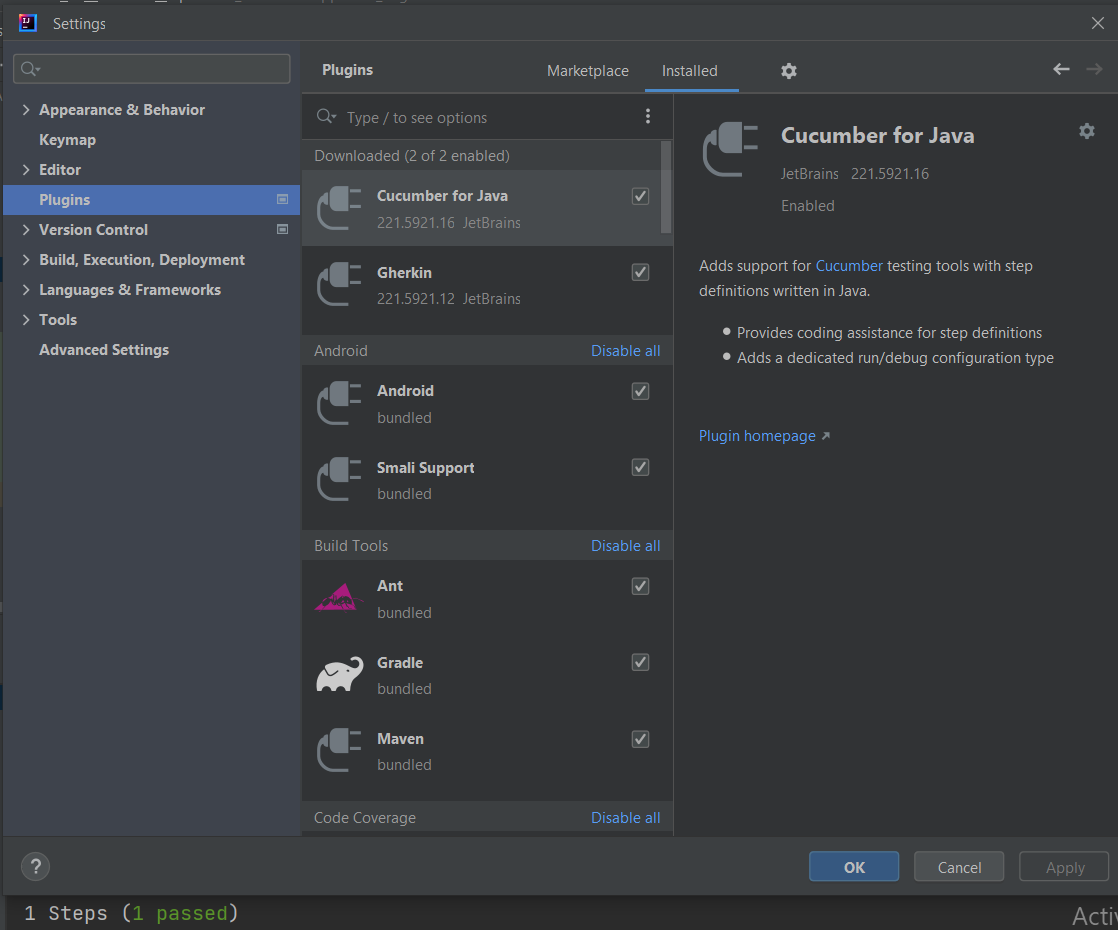 Settings
Appearance & Behavior
Keymap
Editor
Plugins
Version Control
Build, Execution, Deployment
Languages & Frameworks
Tools
Advanced Settings
Plugins
Marketplace
Installed
Type / to see options
Downloaded (2 of 2 enabled)
Cucumber for Java
221.5921.16 JetBrains
Gherkin
221.5921.12 JetBrains
Android
Disable all
Android
bundled
Smali Support
bundled
Build Tools
Disable all
Ant
bundled
Gradle
bundled
Maven
bundled
Code Coverage
Disable all
Cucumber for Java
JetBrains 221.5921.16
Enabled
Adds support for Cucumber testing tools with step
definitions written in Java.
Provides coding assistance for step definitions
Adds a dedicated run/debug configuration type
Plugin homepage
?
OK
Cancel
Apply
1 Steps (1 passed)